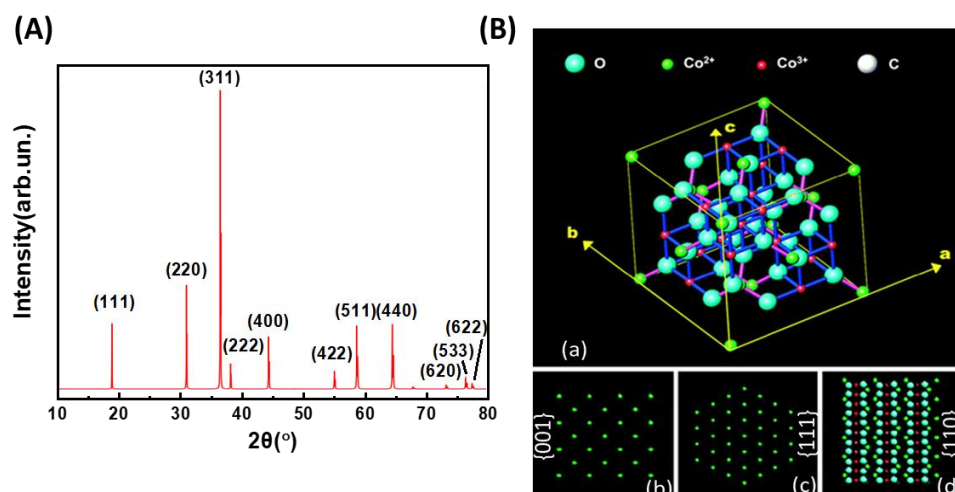 (A)
(B)
Intensity(arb.un.)
(111)
(220)
(311)
(222)
(400)
(422)
(511)
(440)
(620)
(533)
(622)
10 20 30 40 50 60 70 80
2θ(°)
O Co²⁺ Co³⁺ C
c
b
a
(a)
{001}
(b)
{111}
(c)
{110}
(d)